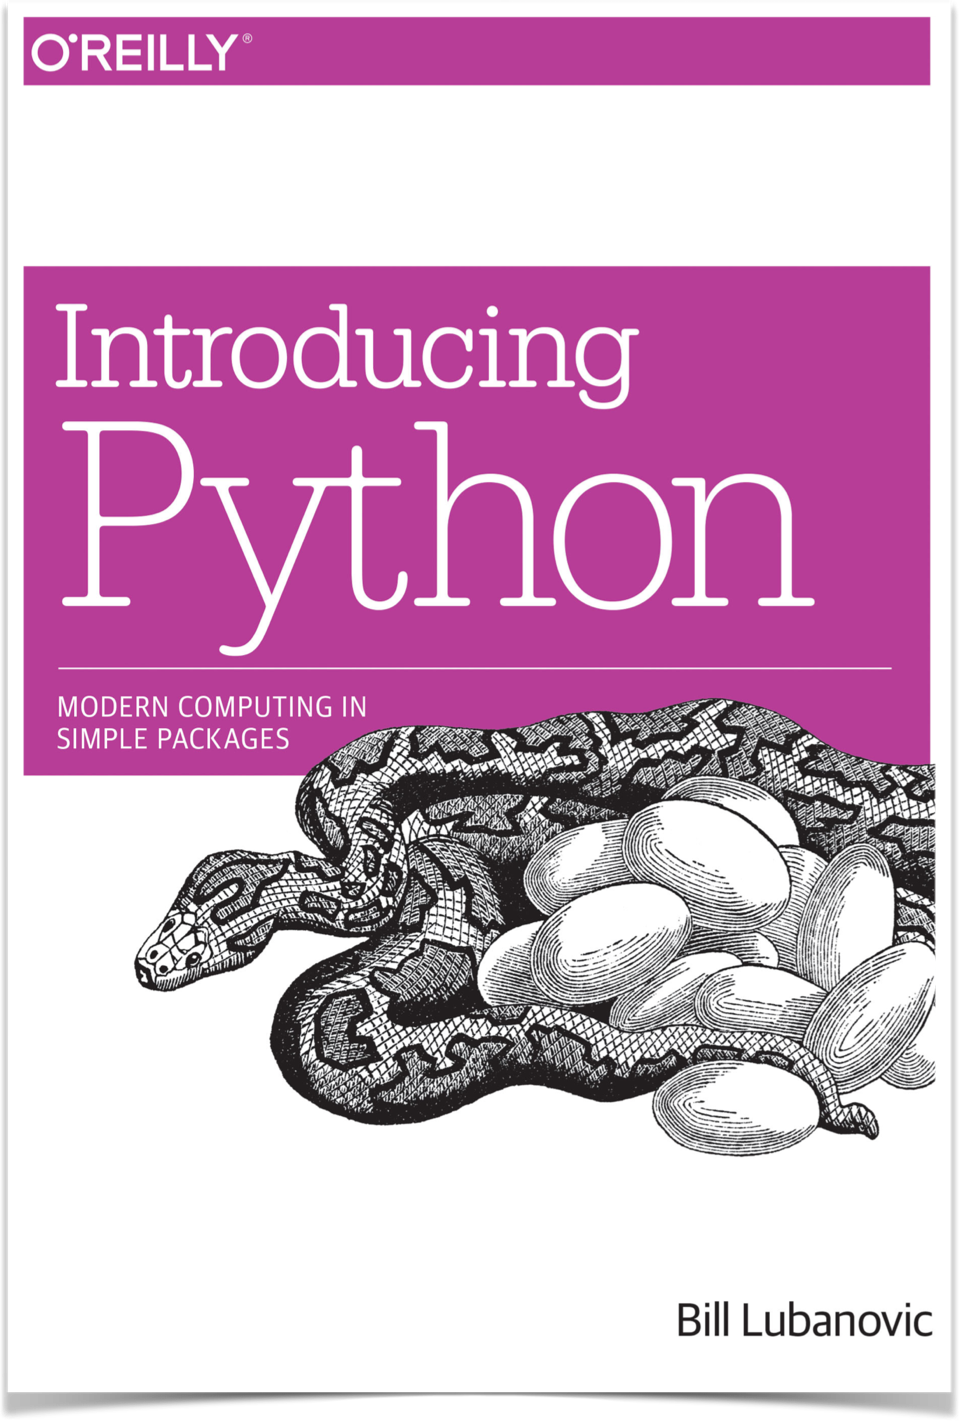 O'REILLY®
Introducing
Python
MODERN COMPUTING IN
SIMPLE PACKAGES
Bill Lubanovic